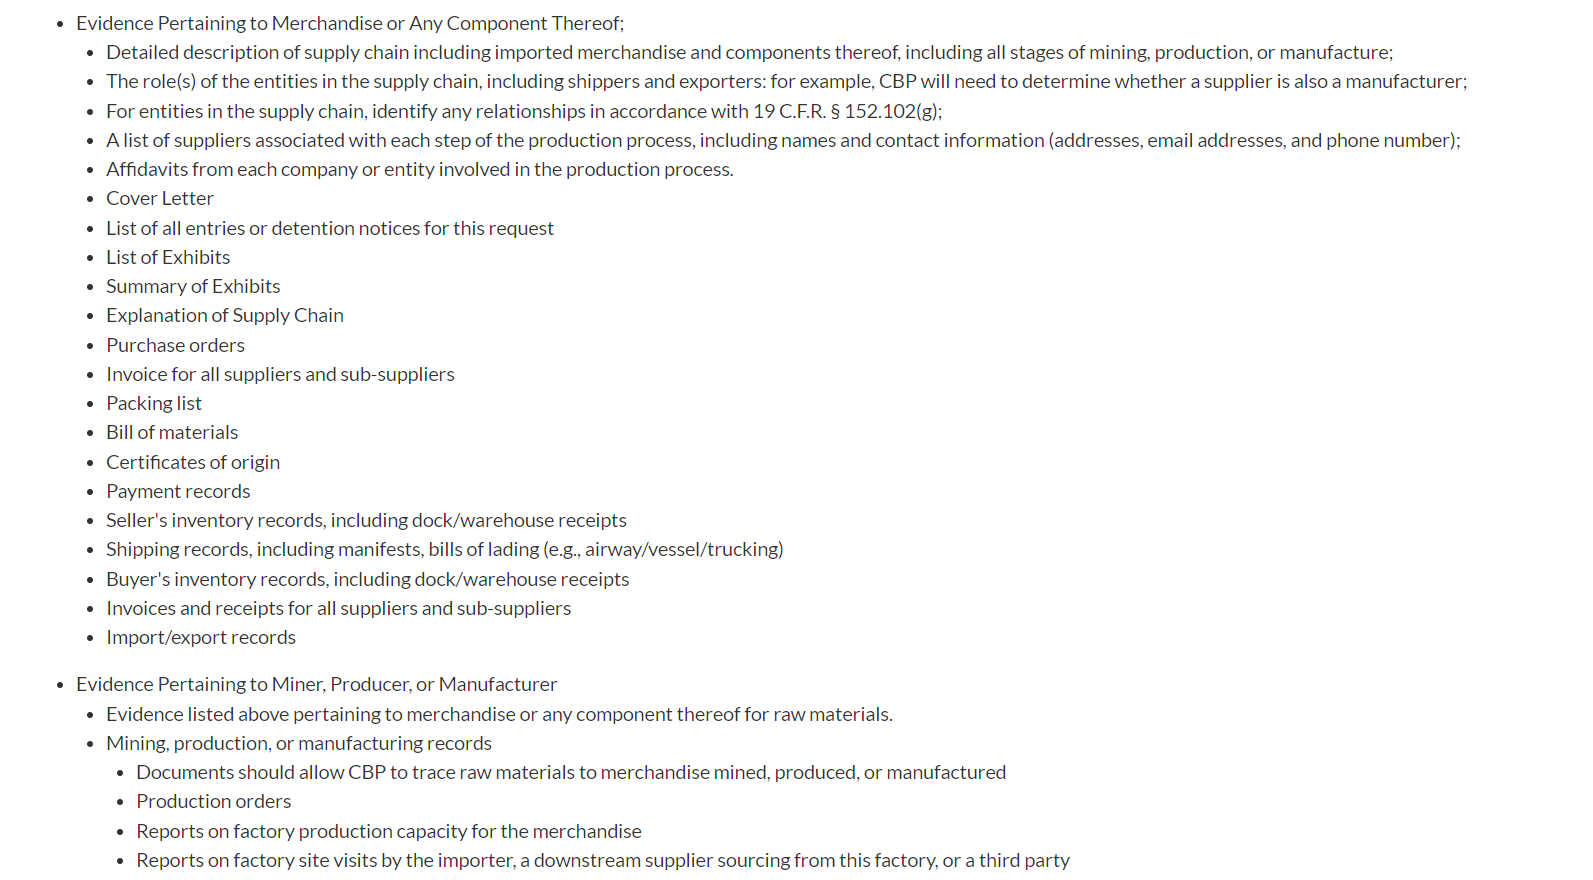 Evidence Pertaining to Merchandise or Any Component Thereof;
Detailed description of supply chain including imported merchandise and components thereof, including all stages of mining, production, or manufacture;
The role(s) of the entities in the supply chain, including shippers and exporters: for example, CBP will need to determine whether a supplier is also a manufacturer;
For entities in the supply chain, identify any relationships in accordance with 19 C.F.R. § 152.102(g);
A list of suppliers associated with each step of the production process, including names and contact information (addresses, email addresses, and phone number);
Affidavits from each company or entity involved in the production process.
Cover Letter
List of all entries or detention notices for this request
List of Exhibits
Summary of Exhibits
Explanation of Supply Chain
Purchase orders
Invoice for all suppliers and sub-suppliers
Packing list
Bill of materials
Certificates of origin
Payment records
Seller's inventory records, including dock/warehouse receipts
Shipping records, including manifests, bills of lading (e.g., airway/vessel/trucking)
Buyer's inventory records, including dock/warehouse receipts
Invoices and receipts for all suppliers and sub-suppliers
Import/export records
Evidence Pertaining to Miner, Producer, or Manufacturer
Evidence listed above pertaining to merchandise or any component thereof for raw materials.
Mining, production, or manufacturing records
Documents should allow CBP to trace raw materials to merchandise mined, produced, or manufactured
Production orders
Reports on factory production capacity for the merchandise
Reports on factory site visits by the importer, a downstream supplier sourcing from this factory, or a third party